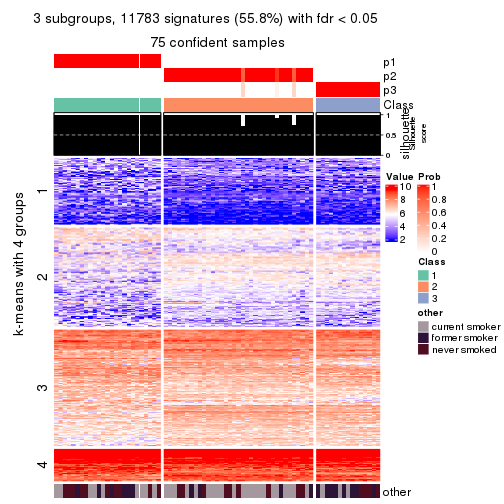 3 subgroups, 11783 signatures (55.8%) with fdr < 0.05
75 confident samples
p1
p2
p3
Class
1
0.5
0
silhouette
Silhouette
score
k-means with 4 groups
1
2
3
4
Value
10
8
6
4
2
Prob
1
0.8
0.6
0.4
0.2
0
Class
1
2
3
other
current smoker
former smoker
never smoked
other